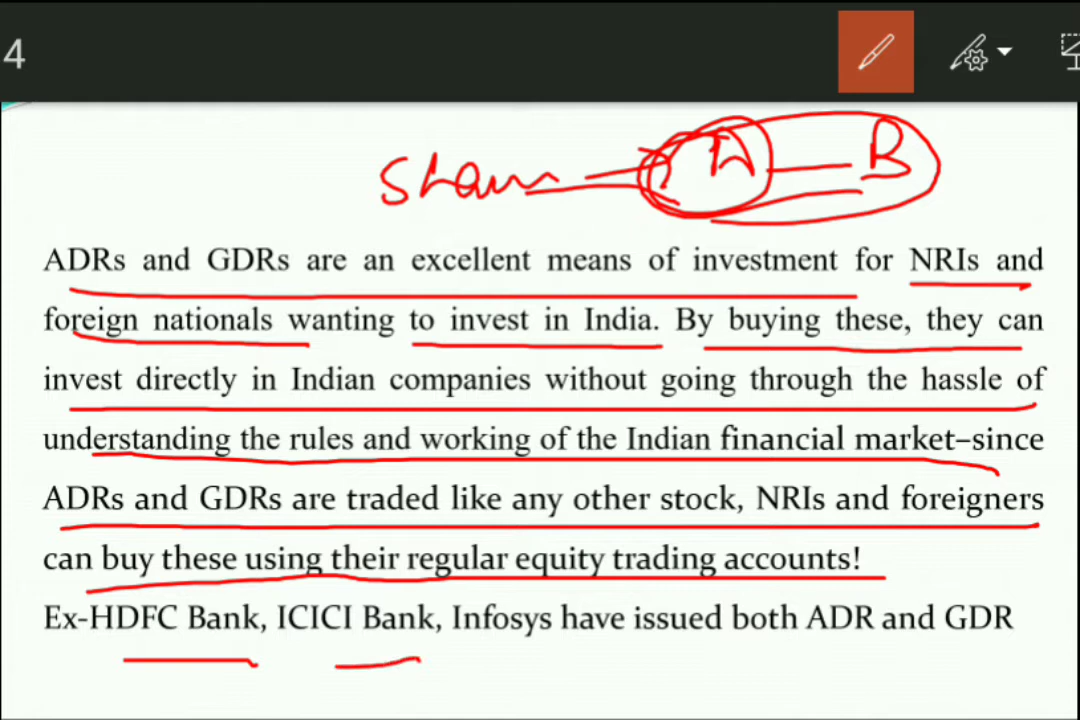 4
A B
ADRs and GDRs are an excellent means of investment for NRIs and
foreign nationals wanting to invest in India. By buying these, they can
invest directly in Indian companies without going through the hassle of
understanding the rules and working of the Indian financial market–since
ADRs and GDRs are traded like any other stock, NRIs and foreigners
can buy these using their regular equity trading accounts!
Ex-HDFC Bank, ICICI Bank, Infosys have issued both ADR and GDR